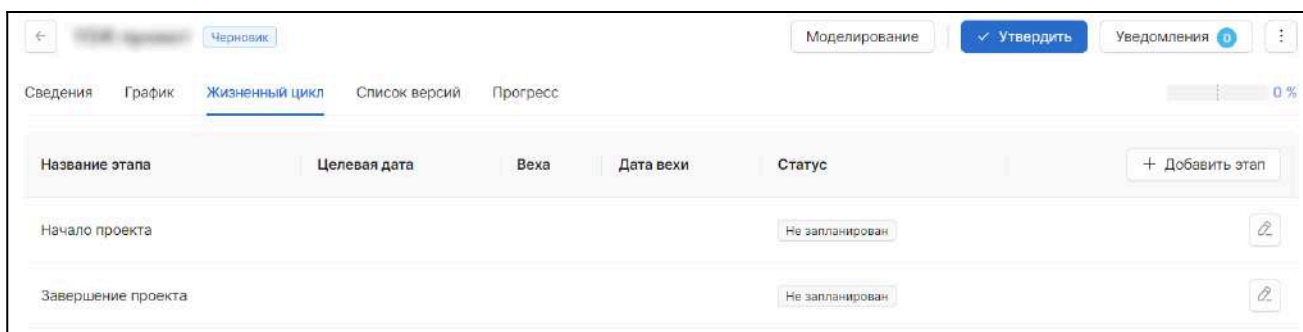 Черновик Моделирование Утвердить Уведомления 0
Сведения График Жизненный цикл Список версий Прогресс 0 %
Название этапа Целевая дата Веха Дата вехи Статус + Добавить этап
Начало проекта Не запланирован
Завершение проекта Не запланирован